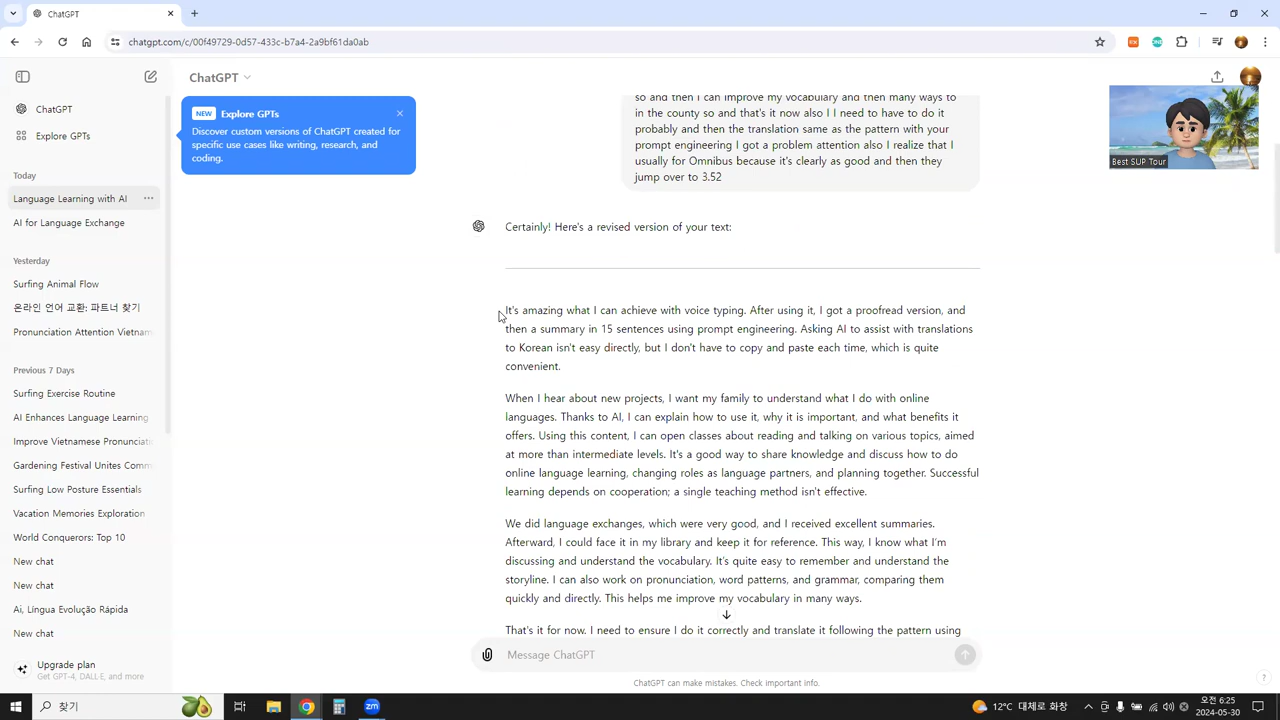 ChatGPT
chatgpt.com/c/00f49729-0d57-433c-b7a4-2a9bf61da0ab
ChatGPT
Explore GPTs
Today
Language Learning with AI
AI for Language Exchange
Yesterday
Surfing Animal Flow
온라인 언어 교환: 파트너 찾기
Pronunciation Attention Vietnam
Previous 7 Days
Surfing Exercise Routine
AI Enhances Language Learning
Improve Vietnamese Pronunciati
Gardening Festival Unites Comm
Surfing Low Posture Essentials
Vacation Memories Exploration
World Conquerors: Top 10
New chat
New chat
Ai, Língua Evolução Rápida
New chat
Upgrade plan
Get GPT-4, DALL·E, and more
ChatGPT
NEW Explore GPTs
Discover custom versions of ChatGPT created for
specific use cases like writing, research, and
coding.
so and then I can improve my vocabulary and then many ways to
in the county so and that's it now also I I need to have to do it
probably and then the translation same as the pattern with your
prompt engineering I got a problem attention also I realize that I
usually for Omnibus because it's clearly as good and then they
jump over to 3.52
Best SUP Tour
Certainly! Here's a revised version of your text:
It's amazing what I can achieve with voice typing. After using it, I got a proofread version, and
then a summary in 15 sentences using prompt engineering. Asking AI to assist with translations
to Korean isn't easy directly, but I don't have to copy and paste each time, which is quite
convenient.
When I hear about new projects, I want my family to understand what I do with online
languages. Thanks to AI, I can explain how to use it, why it is important, and what benefits it
offers. Using this content, I can open classes about reading and talking on various topics, aimed
at more than intermediate levels. It's a good way to share knowledge and discuss how to do
online language learning, changing roles as language partners, and planning together. Successful
learning depends on cooperation; a single teaching method isn't effective.
We did language exchanges, which were very good, and I received excellent summaries.
Afterward, I could face it in my library and keep it for reference. This way, I know what I'm
discussing and understand the vocabulary. It's quite easy to remember and understand the
storyline. I can also work on pronunciation, word patterns, and grammar, comparing them
quickly and directly. This helps me improve my vocabulary in many ways.
That's it for now. I need to ensure I do it correctly and translate it following the pattern using
Message ChatGPT
ChatGPT can make mistakes. Check important info.
?
찾기
12°C 대체로 화창
오전 6:25
2024-05-30